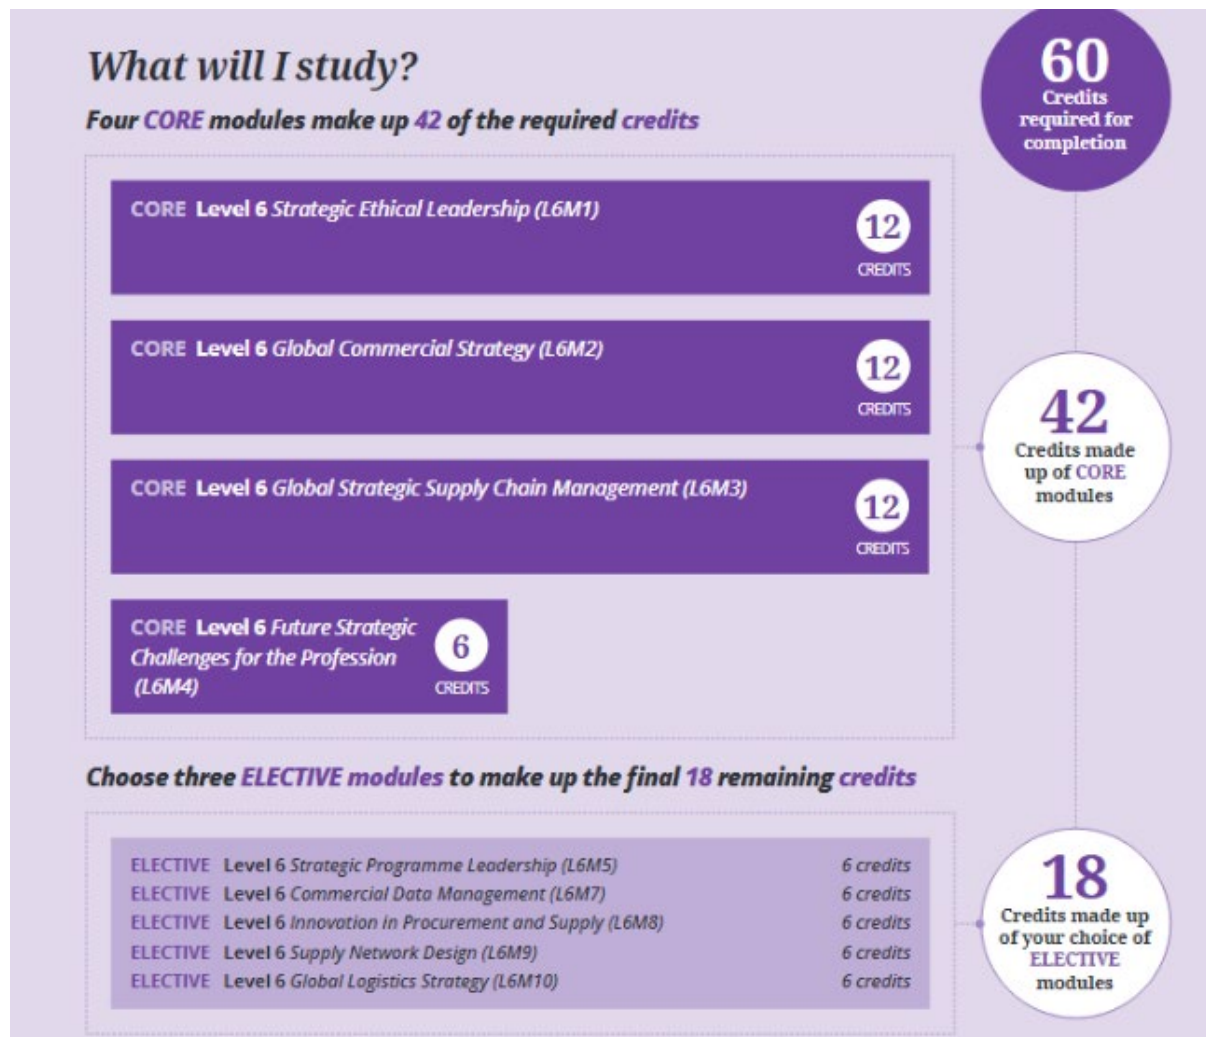 What will I study?
Four CORE modules make up 42 of the required credits
60
Credits
required for
completion
CORE Level 6 Strategic Ethical Leadership (L6M1)
12
CREDITS
CORE Level 6 Global Commercial Strategy (L6M2)
12
CREDITS
CORE Level 6 Global Strategic Supply Chain Management (L6M3)
12
CREDITS
CORE Level 6 Future Strategic
Challenges for the Profession
(L6M4)
6
CREDITS
42
Credits made
up of CORE
modules
Choose three ELECTIVE modules to make up the final 18 remaining credits
ELECTIVE Level 6 Strategic Programme Leadership (L6M5) 6 credits
ELECTIVE Level 6 Commercial Data Management (L6M7) 6 credits
ELECTIVE Level 6 Innovation in Procurement and Supply (L6M8) 6 credits
ELECTIVE Level 6 Supply Network Design (L6M9) 6 credits
ELECTIVE Level 6 Global Logistics Strategy (L6M10) 6 credits
18
Credits made up
of your choice of
ELECTIVE
modules